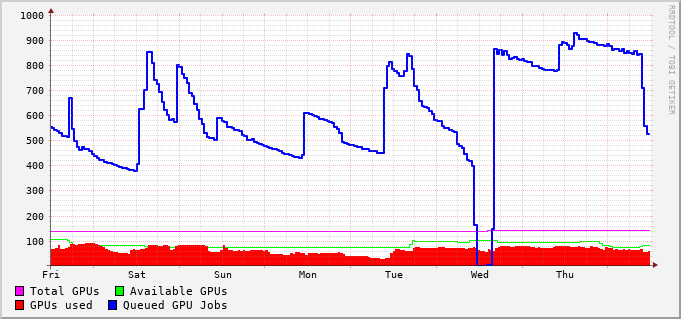 1000
900
800
700
600
500
400
300
200
100
Fri Sat Sun Mon Tue Wed Thu
Total GPUs Available GPUs
GPUs used Queued GPU Jobs
RRDTOOL / TOBI OETIKER